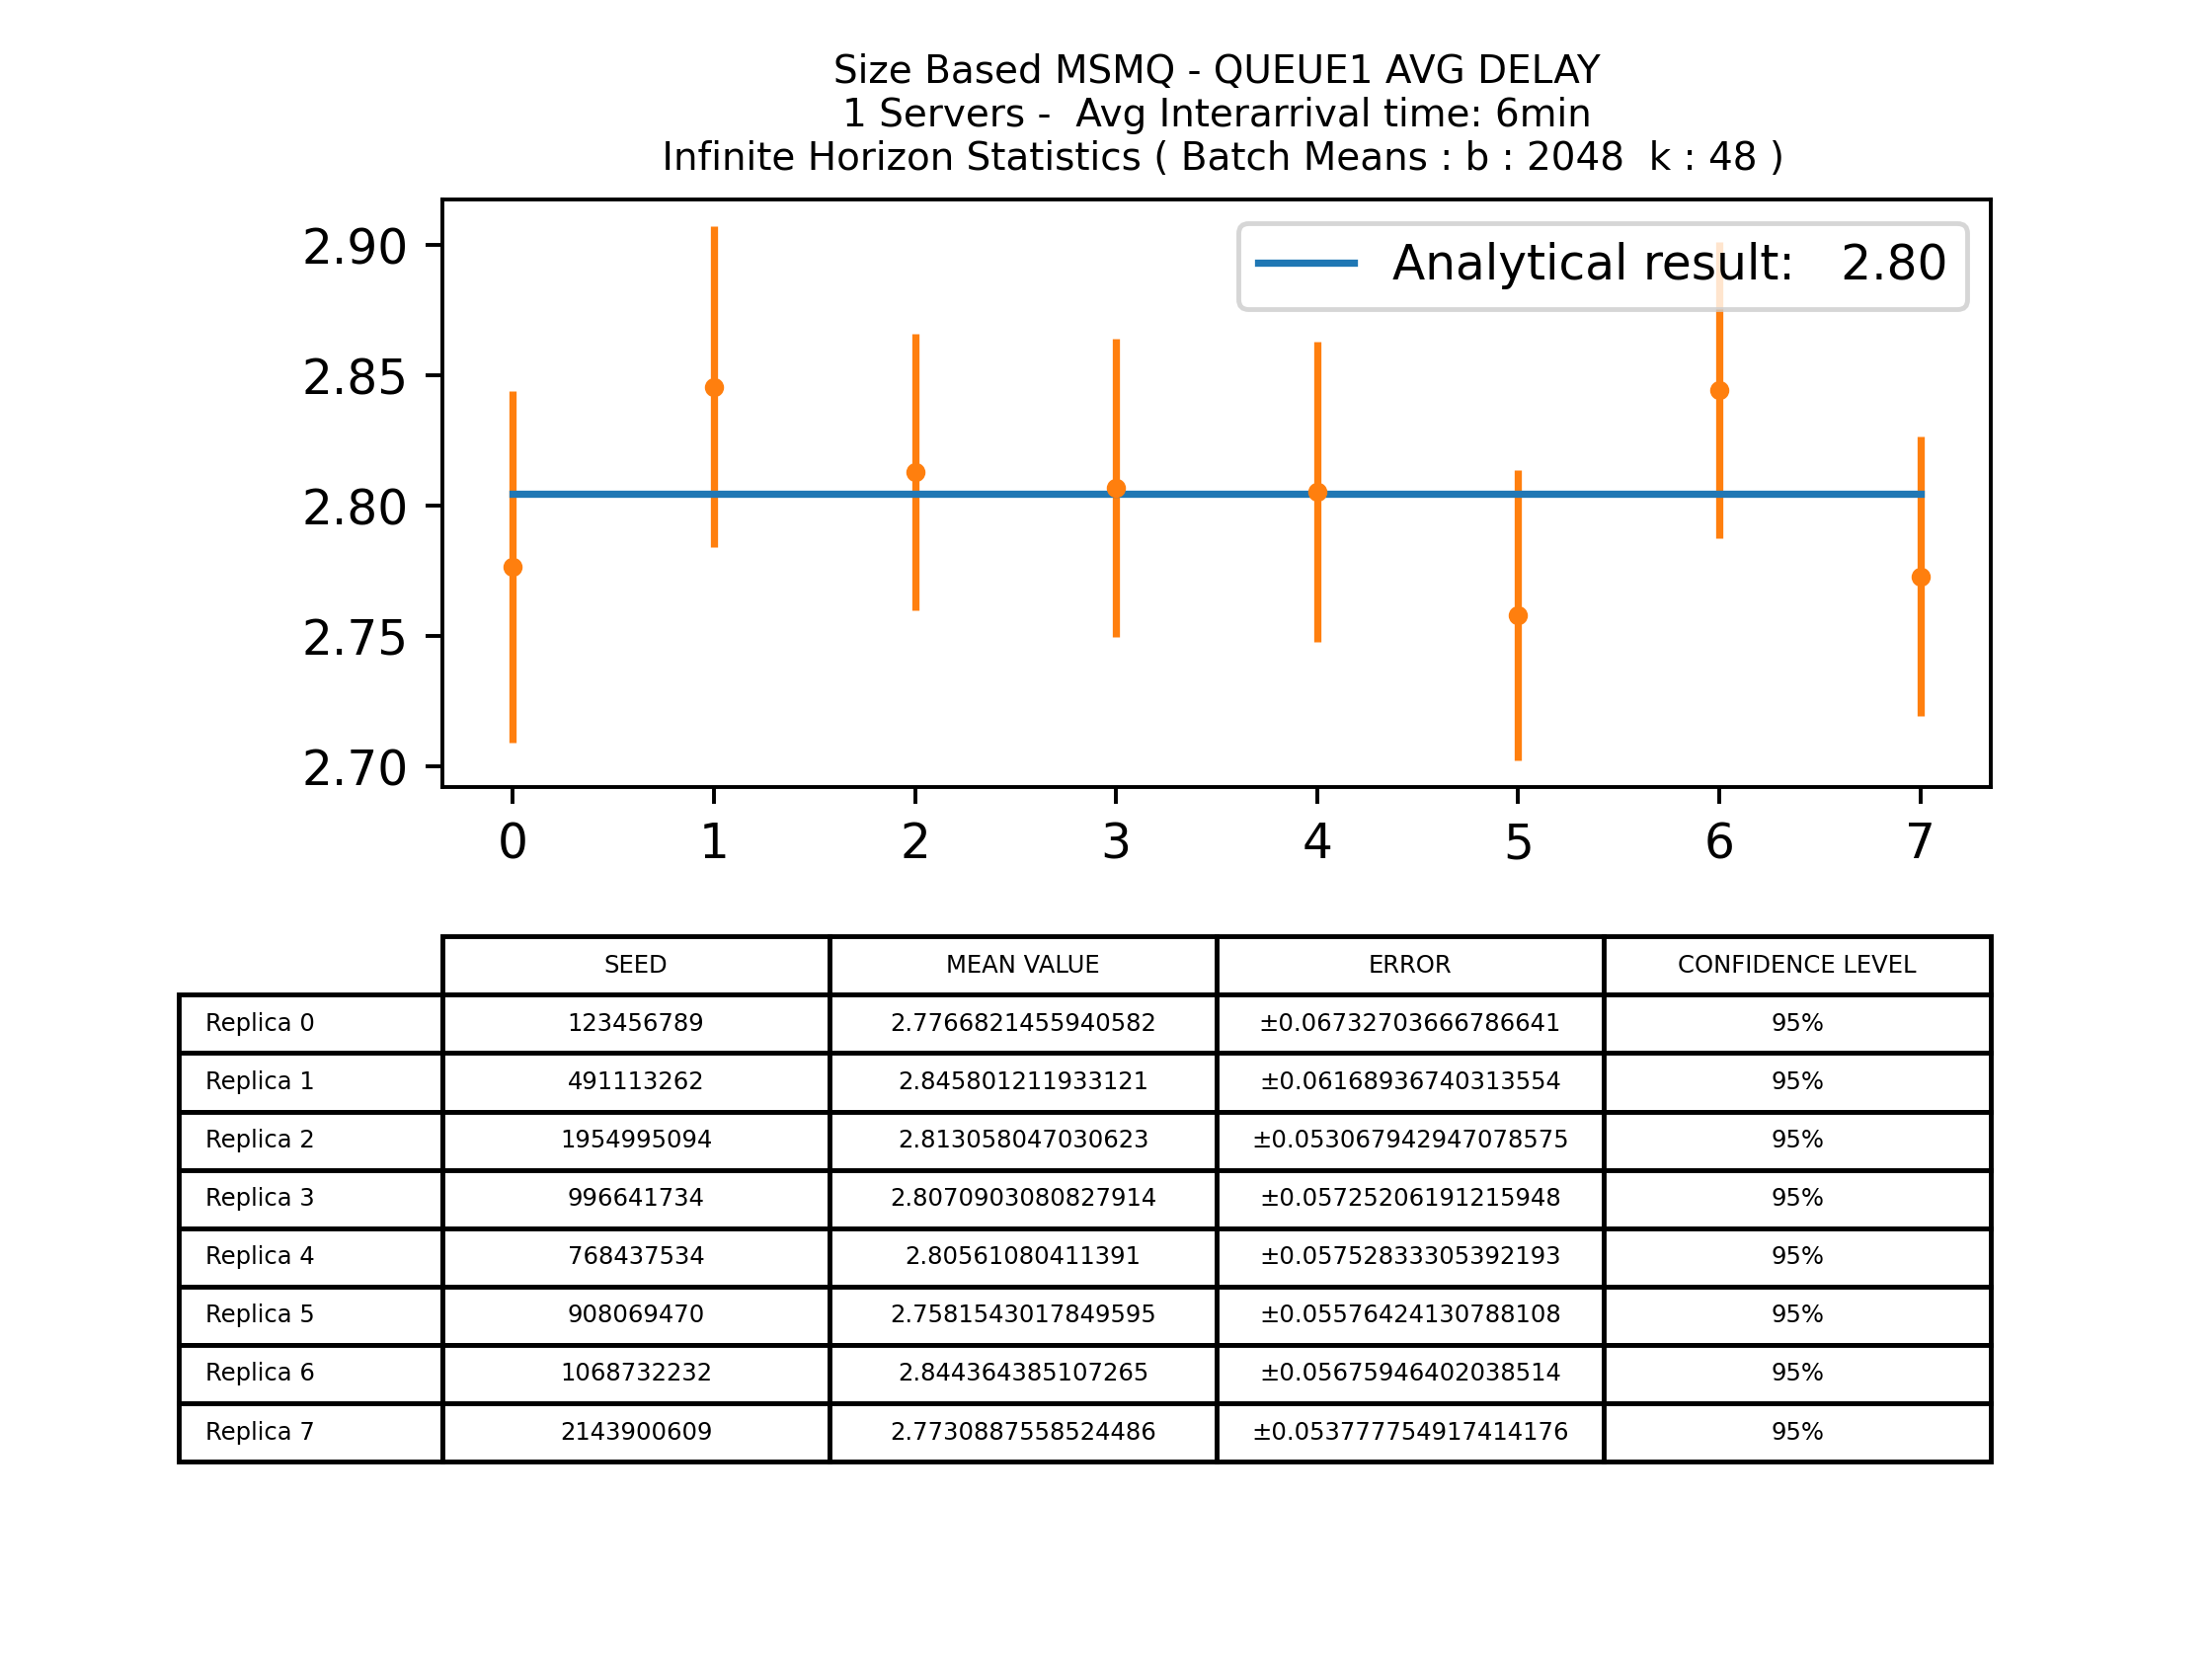 Size Based MSMQ - QUEUE1 AVG DELAY
1 Servers -  Avg Interarrival time: 6min
Infinite Horizon Statistics ( Batch Means : b : 2048  k : 48 )
Analytical result:   2.80
2.90
2.85
2.80
2.75
2.70
0 1 2 3 4 5 6 7
SEED MEAN VALUE ERROR CONFIDENCE LEVEL
Replica 0 123456789 2.7766821455940582 ±0.06732703666786641 95%
Replica 1 491113262 2.845801211933121 ±0.06168936740313554 95%
Replica 2 1954995094 2.813058047030623 ±0.053067942947078575 95%
Replica 3 996641734 2.8070903080827914 ±0.05725206191215948 95%
Replica 4 768437534 2.80561080411391 ±0.05752833305392193 95%
Replica 5 908069470 2.7581543017849595 ±0.05576424130788108 95%
Replica 6 1068732232 2.844364385107265 ±0.05675946402038514 95%
Replica 7 2143900609 2.7730887558524486 ±0.053777754917414176 95%